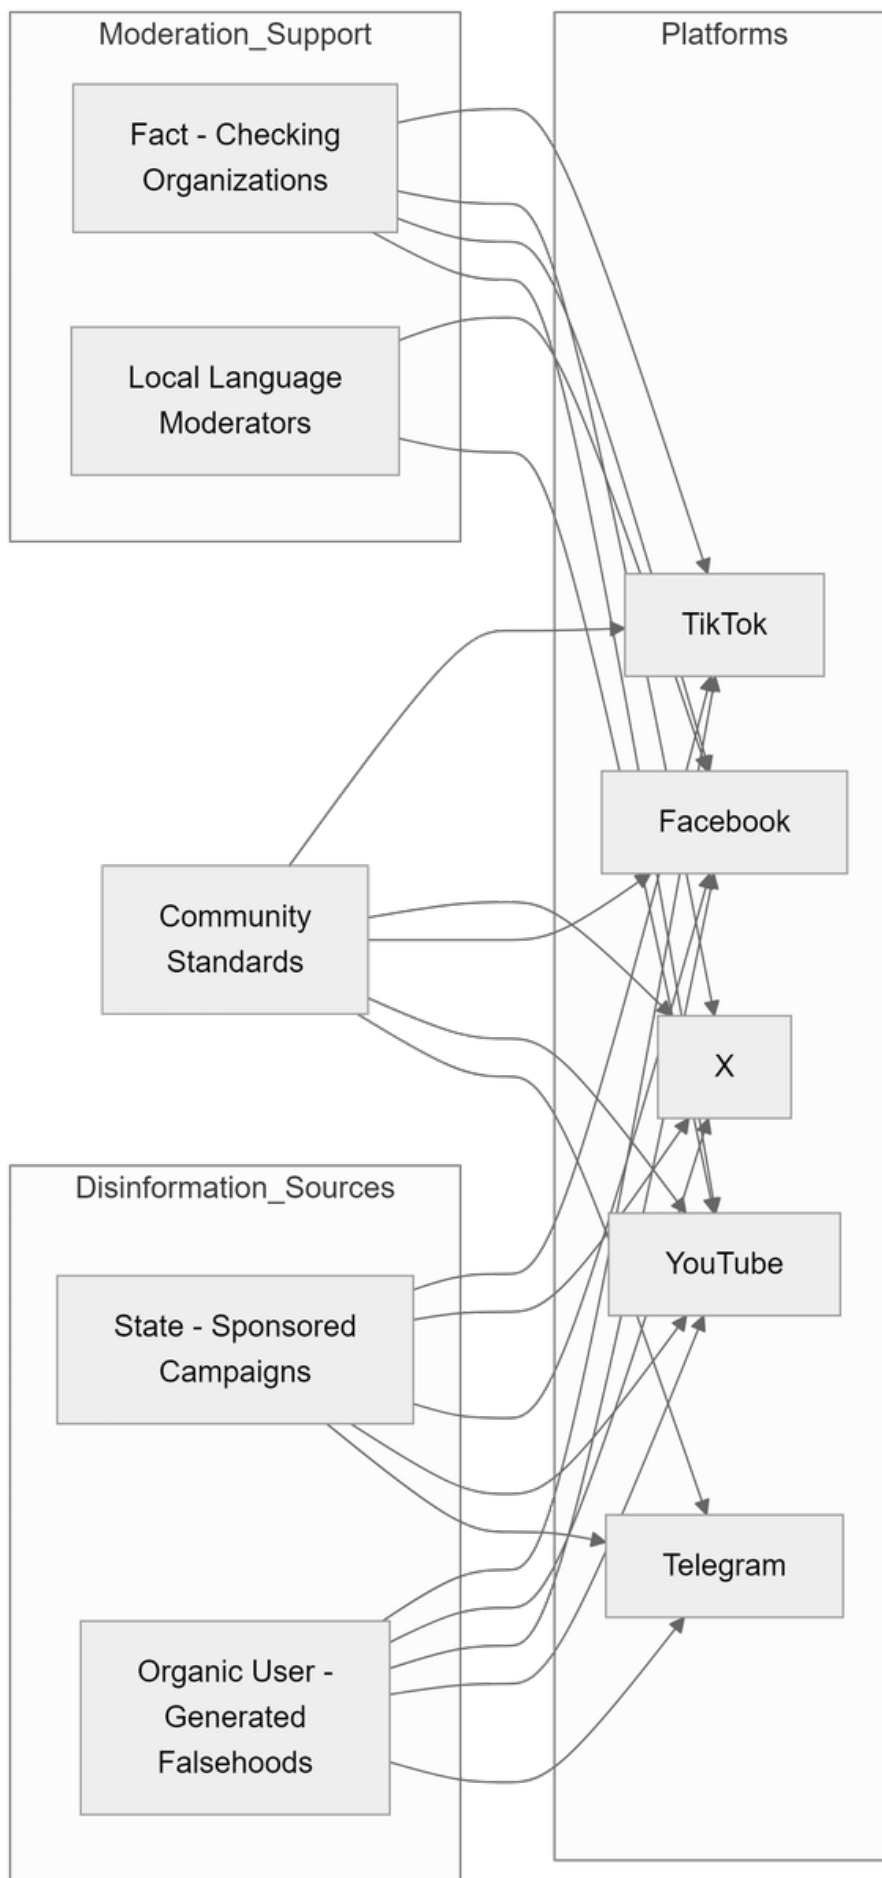 Moderation_Support
Fact - Checking
Organizations
Local Language
Moderators
Community
Standards
Disinformation_Sources
State - Sponsored
Campaigns
Organic User -
Generated
Falsehoods
Platforms
TikTok
Facebook
X
YouTube
Telegram